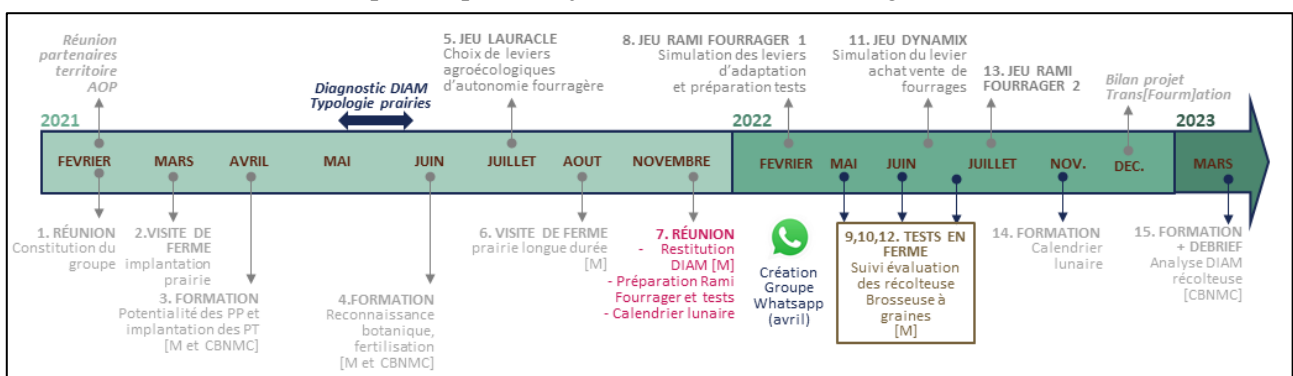 Réunion
partenaires
territoire
AOP
Diagnostic DIAM
Typologie prairies
5. JEU LAURACLE
Choix de leviers
agroécologiques
d'autonomie fourragère
8. JEU RAMI FOURRAGER 1
Simulation des leviers
d'adaptation
et préparation tests
11. JEU DYNAMIX
Simulation du levier
achat vente de
fourrages
13. JEU RAMI
FOURRAGER 2
Bilan projet
Trans[Fourm]ation
2021
2022
2023
FEVRIER
MARS
AVRIL
MAI
JUIN
JUILLET
AOUT
NOVEMBRE
FEVRIER
MAI
JUIN
JUILLET
NOV.
DEC.
MARS
1. RÉUNION
Constitution du
groupe
2.VISITE DE
FERME
implantation
prairie
3. FORMATION
Potentialité des PP et
implantation des PT
[M et CBNMC]
4.FORMATION
Reconnaissance
botanique,
fertilisation
[M et CBNMC]
6. VISITE DE FERME
prairie longue durée
[M]
7. RÉUNION
- Restitution
DIAM [M]
- Préparation Rami
Fourrager et tests
- Calendrier lunaire
Création
Groupe
Whatsapp
(avril)
9,10,12. TESTS EN
FERME
Suivi évaluation
des récolteuse
Brosseuse à
graines
[M]
14. FORMATION
Calendrier
lunaire
15. FORMATION
+ DEBRIEF
Analyse DIAM
récolteuse
[CBNMC]